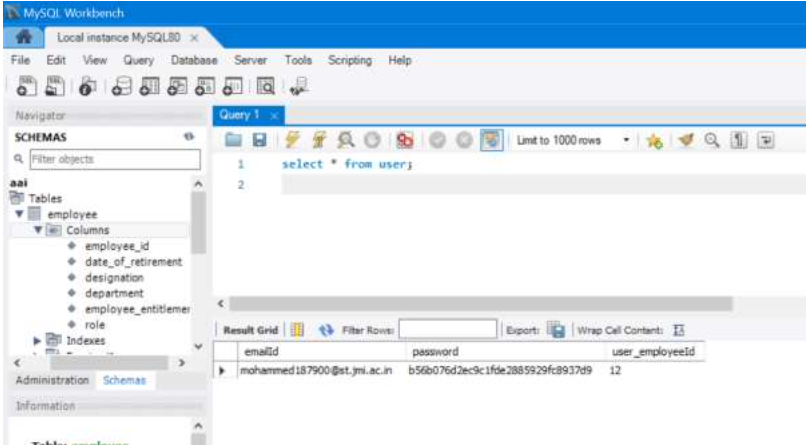 MySQL Workbench
Local instance MySQL80 ×
File Edit View Query Database Server Tools Scripting Help
Navigator
SCHEMAS
Filter objects
aai
Tables
employee
Columns
employee_id
date_of_retirement
designation
department
employee_entitlemer
role
Indexes
Administration Schemas
Information
Table: employee
Query 1 ×
Limit to 1000 rows
1 select * from user;
2
Result Grid Filter Rows: Export: Wrap Cell Content:
emailId password user_employeeId
mohammed187900@st.jmi.ac.in b56b076d2ec9c1fde2885929fc8937d9 12